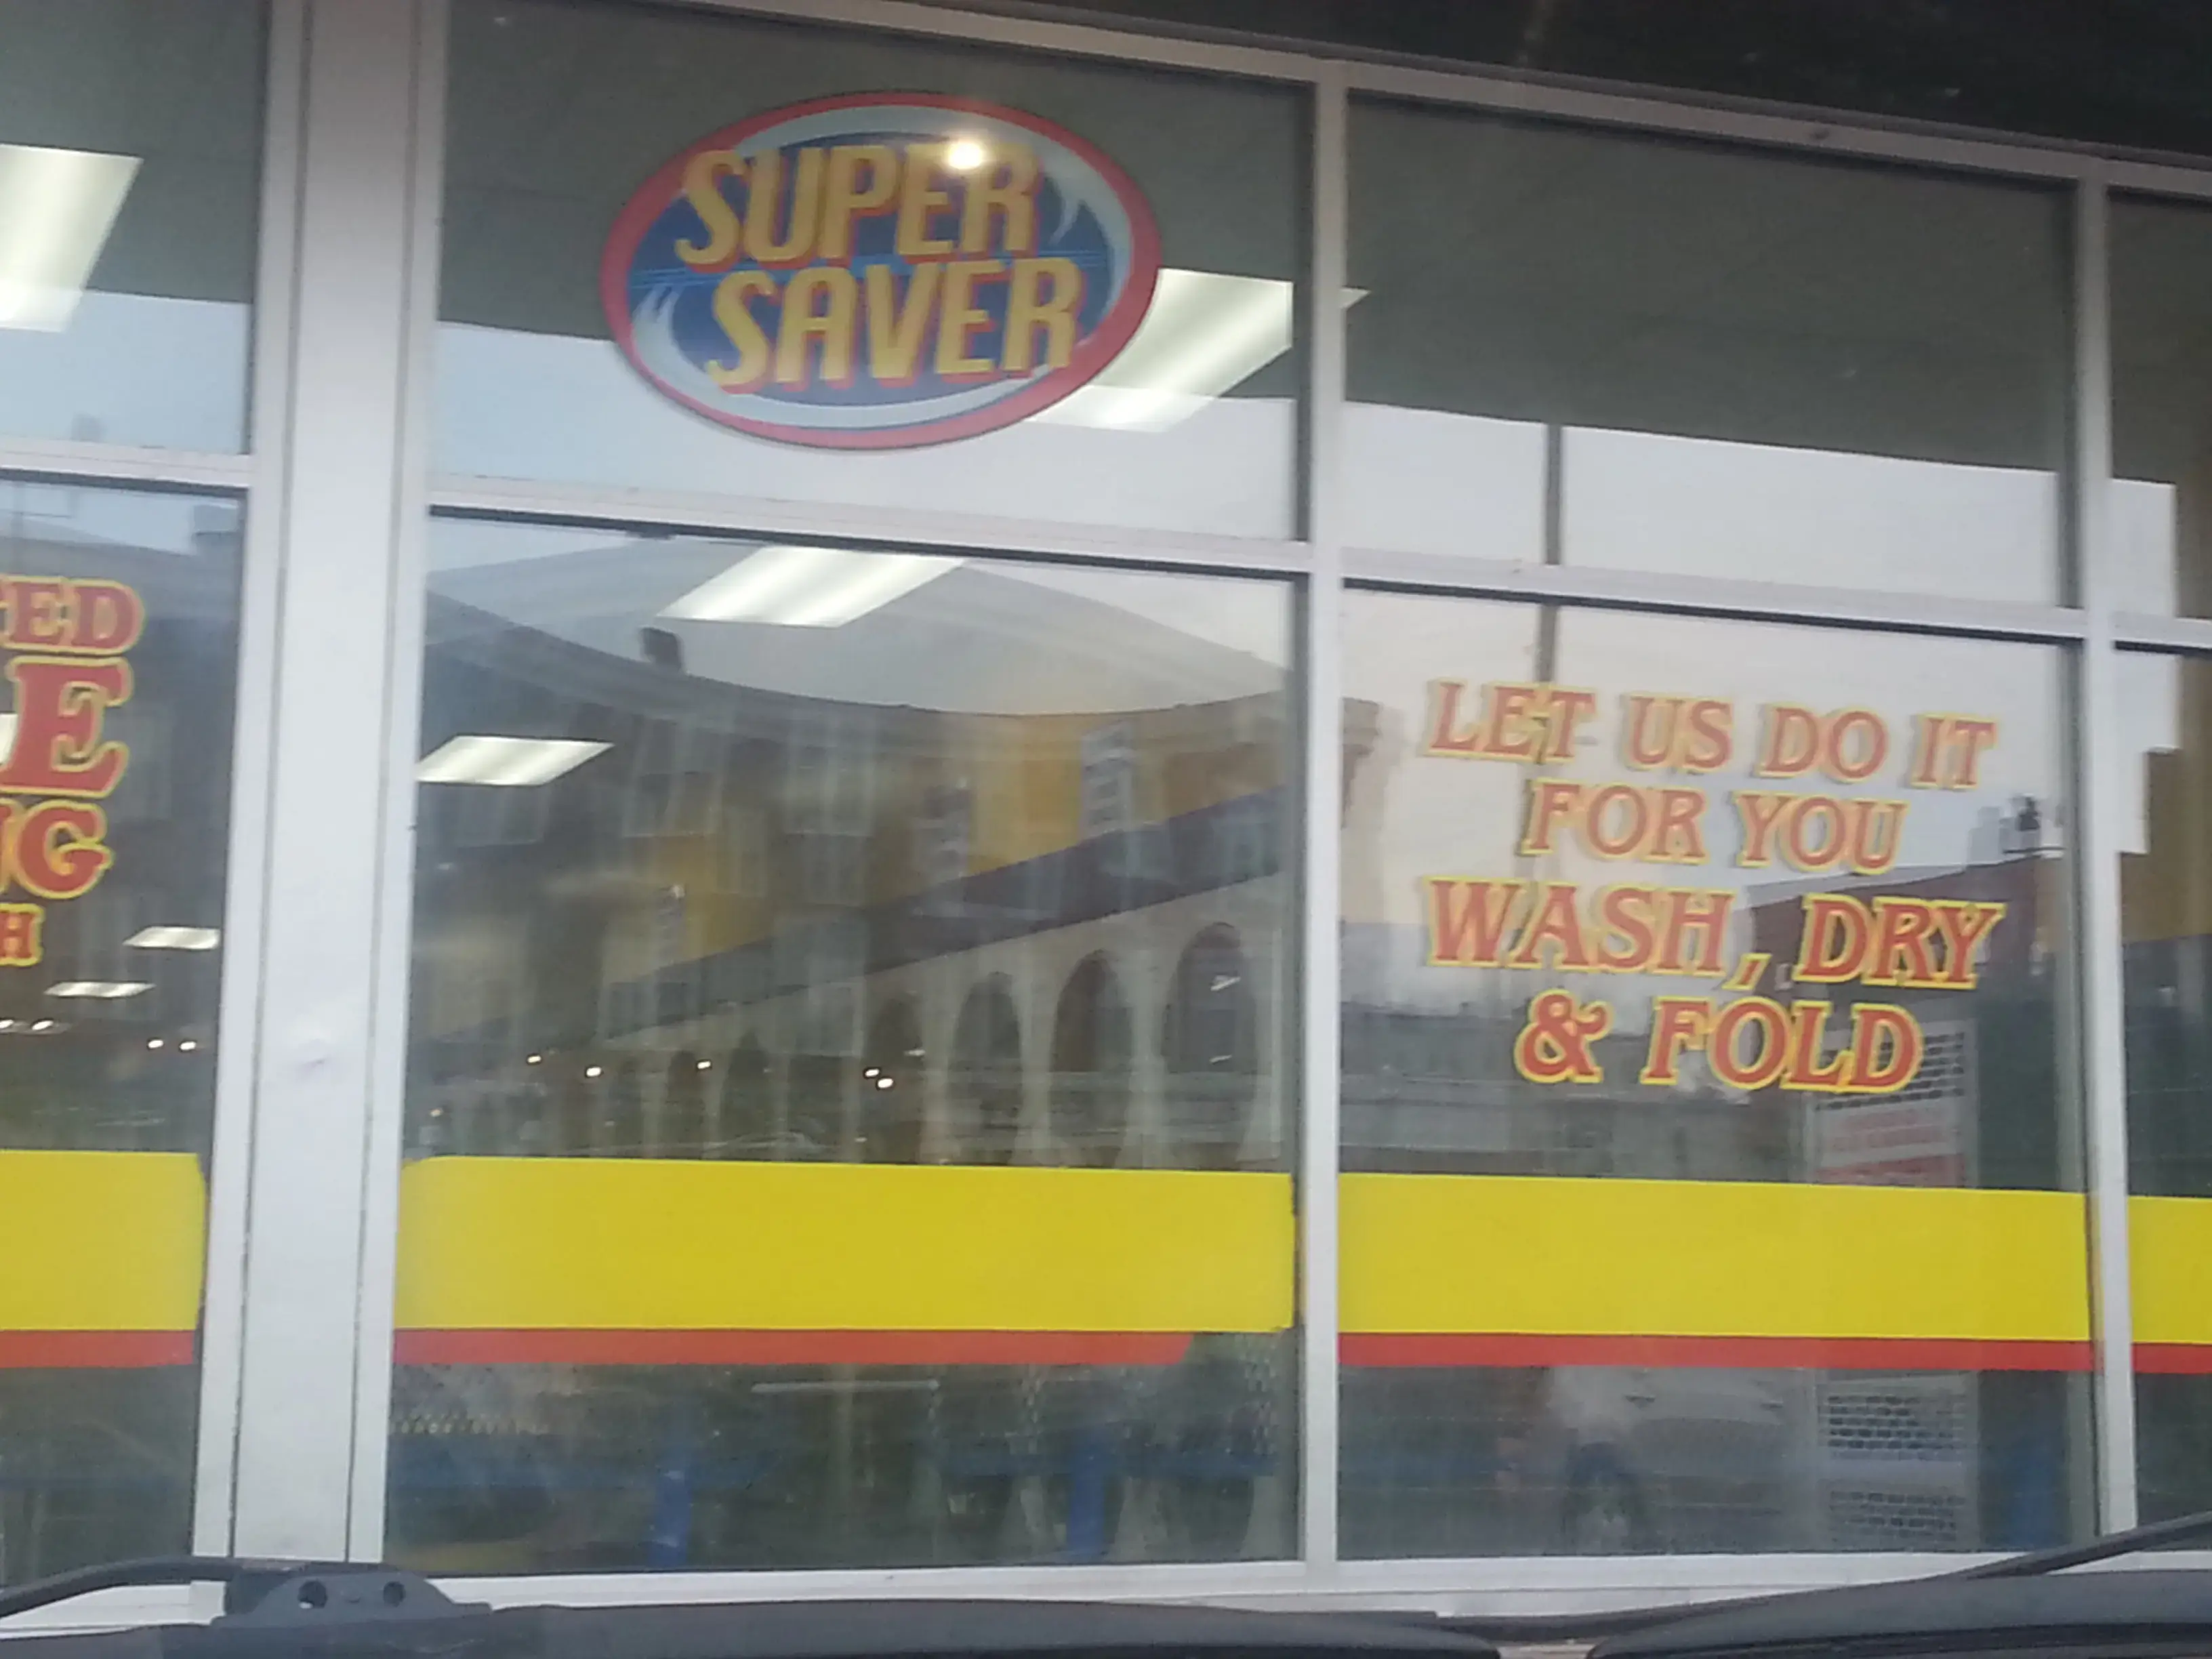 SUPER
SAVER
LET US DO IT
FOR YOU
WASH, DRY
& FOLD